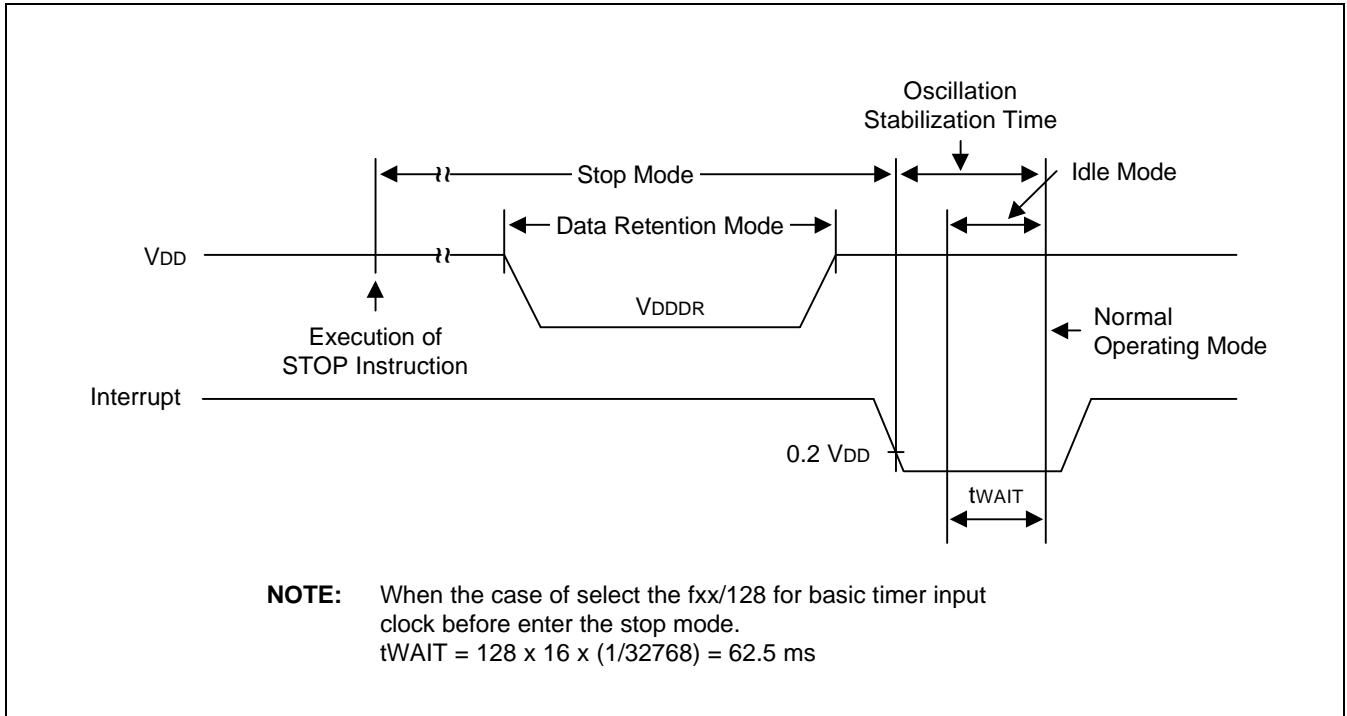 Oscillation
Stabilization Time
Stop Mode
Idle Mode
Data Retention Mode
VDD
VDDDR
Execution of
STOP Instruction
Normal
Operating Mode
Interrupt
0.2 VDD
tWAIT
NOTE: When the case of select the fxx/128 for basic timer input
clock before enter the stop mode.
tWAIT = 128 x 16 x (1/32768) = 62.5 ms